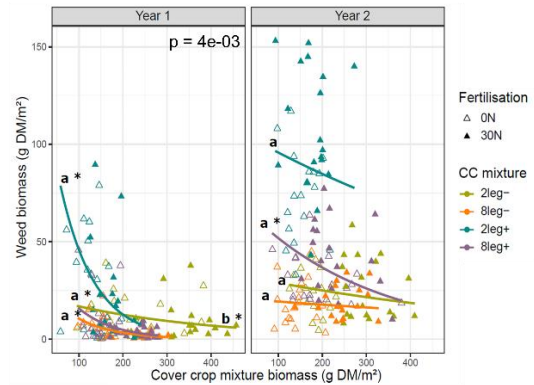 Year 1
Year 2
p = 4e-03
150
100
50
0
Weed biomass (g DM/m²)
a *
a *
a *
b *
a
a *
a
a
100 200 300 400
100 200 300 400
Cover crop mixture biomass (g DM/m²)
Fertilisation
0N
30N
CC mixture
2leg−
8leg−
2leg+
8leg+